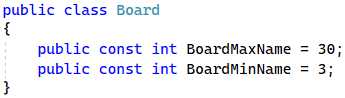 public class Board
{
    public const int BoardMaxName = 30;
    public const int BoardMinName = 3;
}